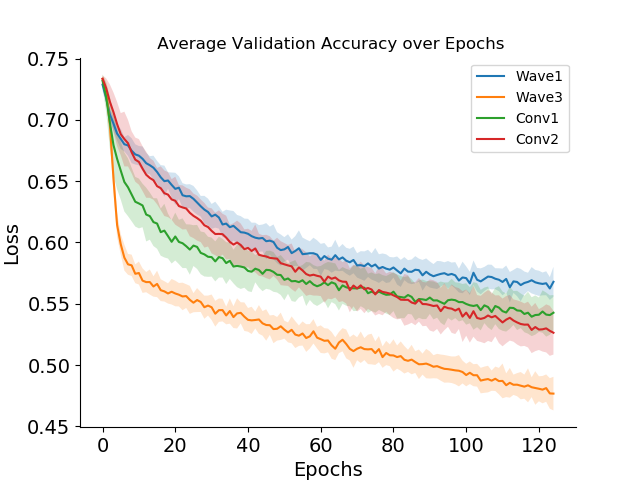 Average Validation Accuracy over Epochs
0.75
0.70
0.65
0.60
0.55
0.50
0.45
Loss
Wave1
Wave3
Conv1
Conv2
0 20 40 60 80 100 120
Epochs